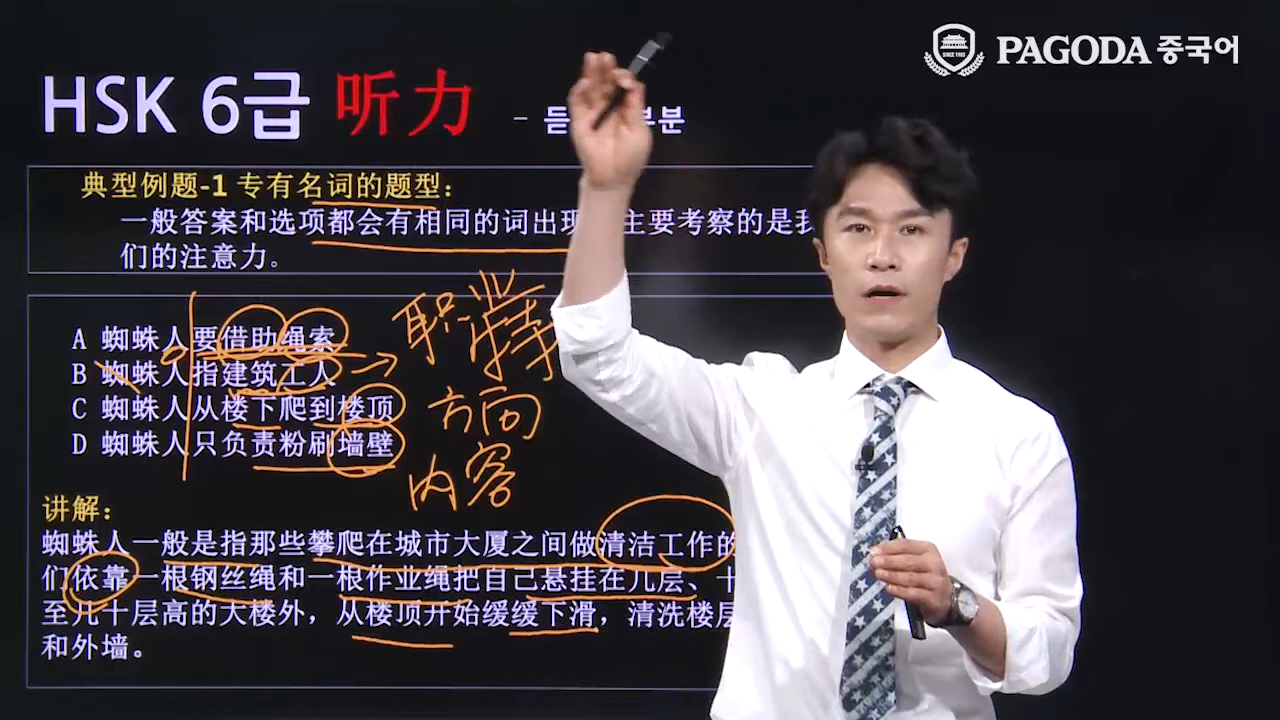 SINCE 1969 PAGODA 중국어
HSK 6급 听力 - 듣 부분
典型例题-1 专有名词的题型：
一般答案和选项都会有相同的词出现 主要考察的是我
们的注意力。
A 蜘蛛人要借助绳索
B 蜘蛛人指建筑工人
C 蜘蛛人从楼下爬到楼顶
D 蜘蛛人只负责粉刷墙壁
职业
方向
内容
讲解：
蜘蛛人一般是指那些攀爬在城市大厦之间做清洁工作的
们依靠一根钢丝绳和一根作业绳把自己悬挂在几层、十
至几十层高的大楼外，从楼顶开始缓缓下滑，清洗楼层
和外墙。